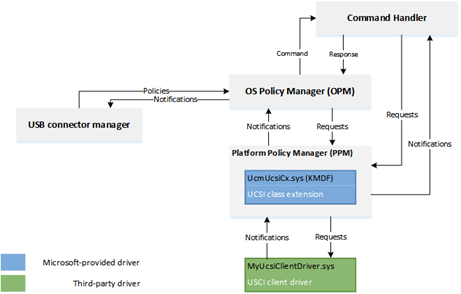 Command Handler
Command
Response
Policies
Notifications
OS Policy Manager (OPM)
USB connector manager
Requests
Notifications
Notifications
Requests
Platform Policy Manager (PPM)
UcmUcsiCx.sys (KMDF)
UCSI class extension
Notifications
Requests
MyUcsiClientDriver.sys
USCI client driver
Microsoft-provided driver
Third-party driver